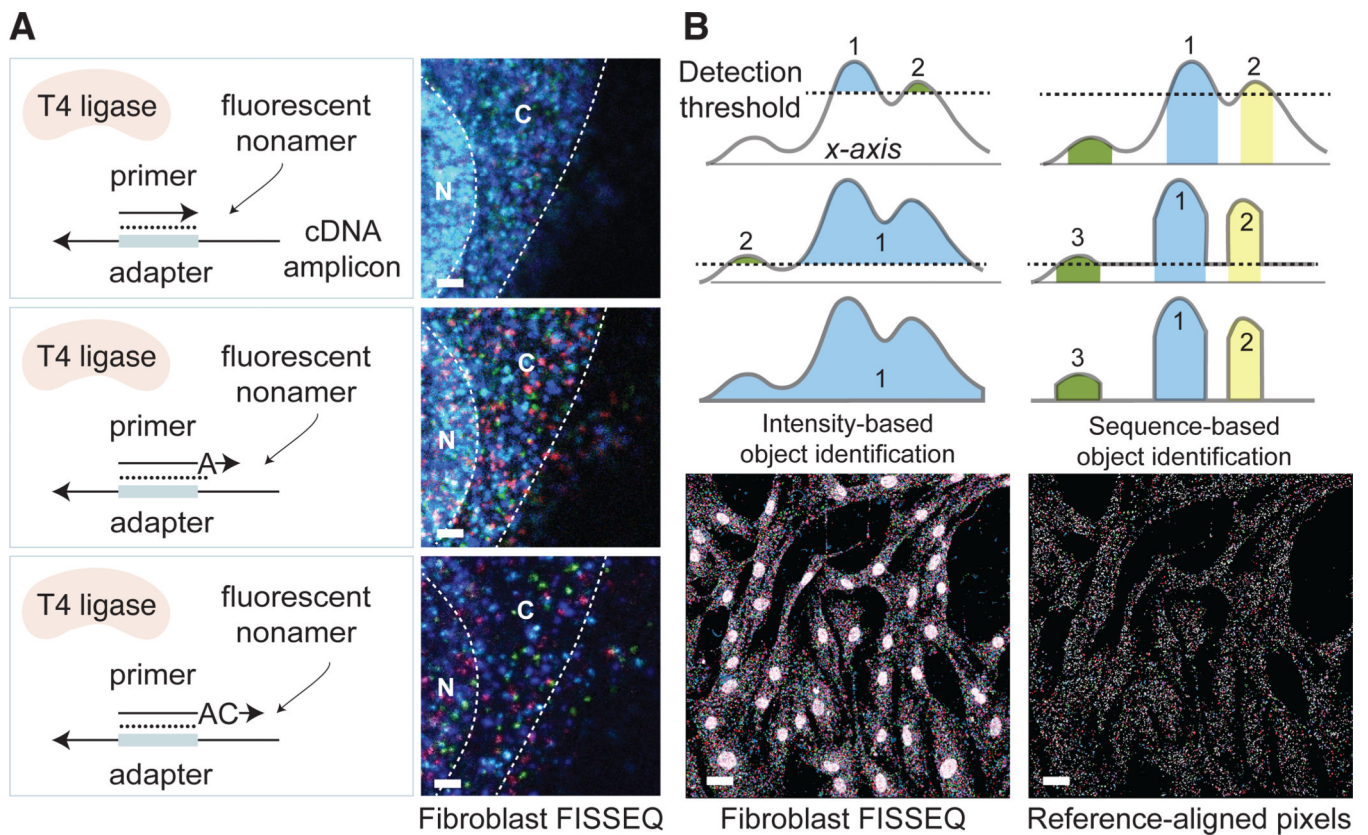 A
T4 ligase
fluorescent
nonamer
primer
cDNA
amplicon
adapter
N
C
T4 ligase
fluorescent
nonamer
primer
A
adapter
N
C
T4 ligase
fluorescent
nonamer
primer
AC
adapter
N
C
Fibroblast FISSEQ
B
Detection
threshold
1
2
x-axis
2
1
1
Intensity-based
object identification
1
2
1
2
3
1
2
3
Sequence-based
object identification
Fibroblast FISSEQ
Reference-aligned pixels